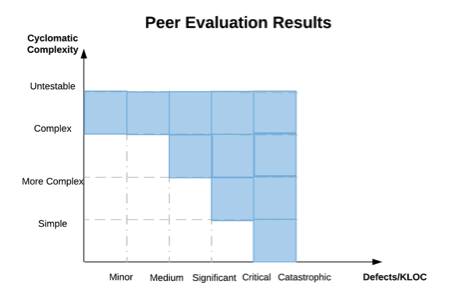 Peer Evaluation Results
Cyclomatic
Complexity
Untestable
Complex
More Complex
Simple
Minor Medium Significant Critical Catastrophic Defects/KLOC